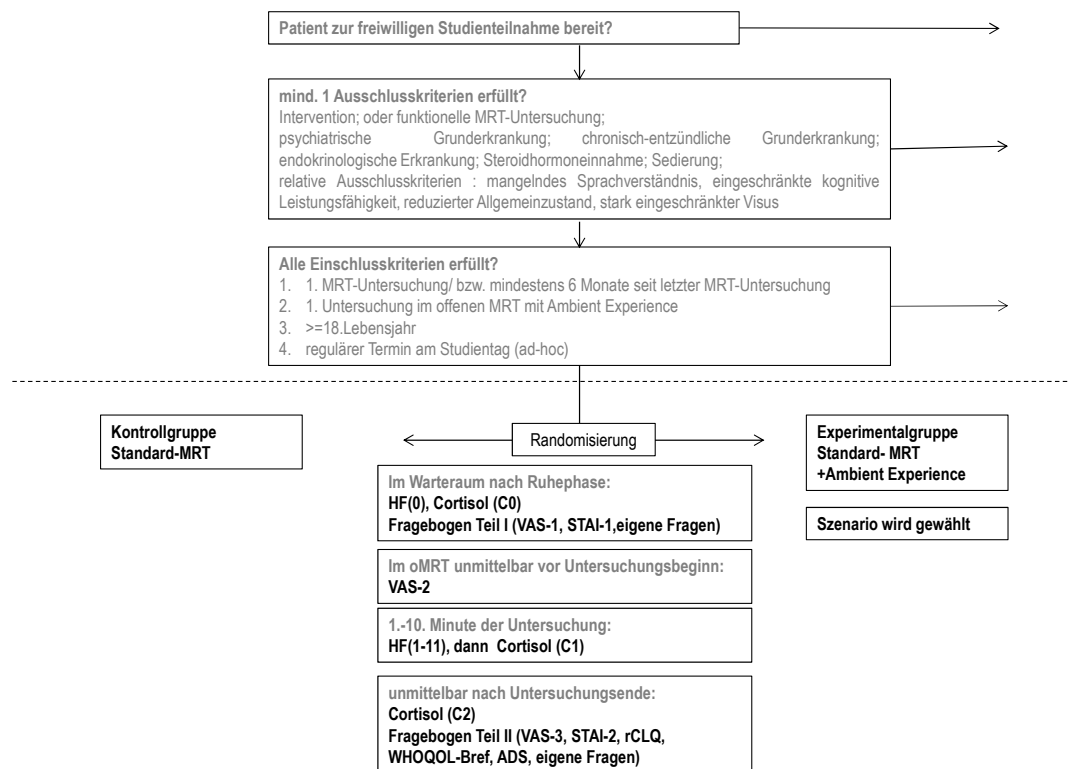 Patient zur freiwilligen Studienteilnahme bereit?
mind. 1 Ausschlusskriterien erfüllt?
Intervention; oder funktionelle MRT-Untersuchung;
psychiatrische Grunderkrankung; chronisch-entzündliche Grunderkrankung;
endokrinologische Erkrankung; Steroidhormoneinnahme; Sedierung;
relative Ausschlusskriterien : mangelndes Sprachverständnis, eingeschränkte kognitive
Leistungsfähigkeit, reduzierter Allgemeinzustand, stark eingeschränkter Visus
Alle Einschlusskriterien erfüllt?
1. 1. MRT-Untersuchung/ bzw. mindestens 6 Monate seit letzter MRT-Untersuchung
2. 1. Untersuchung im offenen MRT mit Ambient Experience
3. >=18.Lebensjahr
4. regulärer Termin am Studientag (ad-hoc)
Kontrollgruppe
Standard-MRT
Randomisierung
Experimentalgruppe
Standard- MRT
+Ambient Experience
Szenario wird gewählt
Im Warteraum nach Ruhephase:
HF(0), Cortisol (C0)
Fragebogen Teil I (VAS-1, STAI-1,eigene Fragen)
Im oMRT unmittelbar vor Untersuchungsbeginn:
VAS-2
1.-10. Minute der Untersuchung:
HF(1-11), dann Cortisol (C1)
unmittelbar nach Untersuchungsende:
Cortisol (C2)
Fragebogen Teil II (VAS-3, STAI-2, rCLQ,
WHOQOL-Bref, ADS, eigene Fragen)